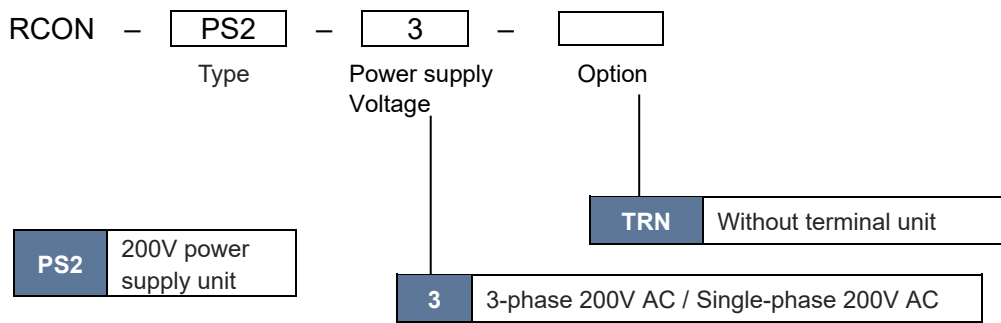 RCON – PS2 – 3 –
Type Power supply Option
Voltage
TRN Without terminal unit
PS2 200V power
supply unit
3 3-phase 200V AC / Single-phase 200V AC